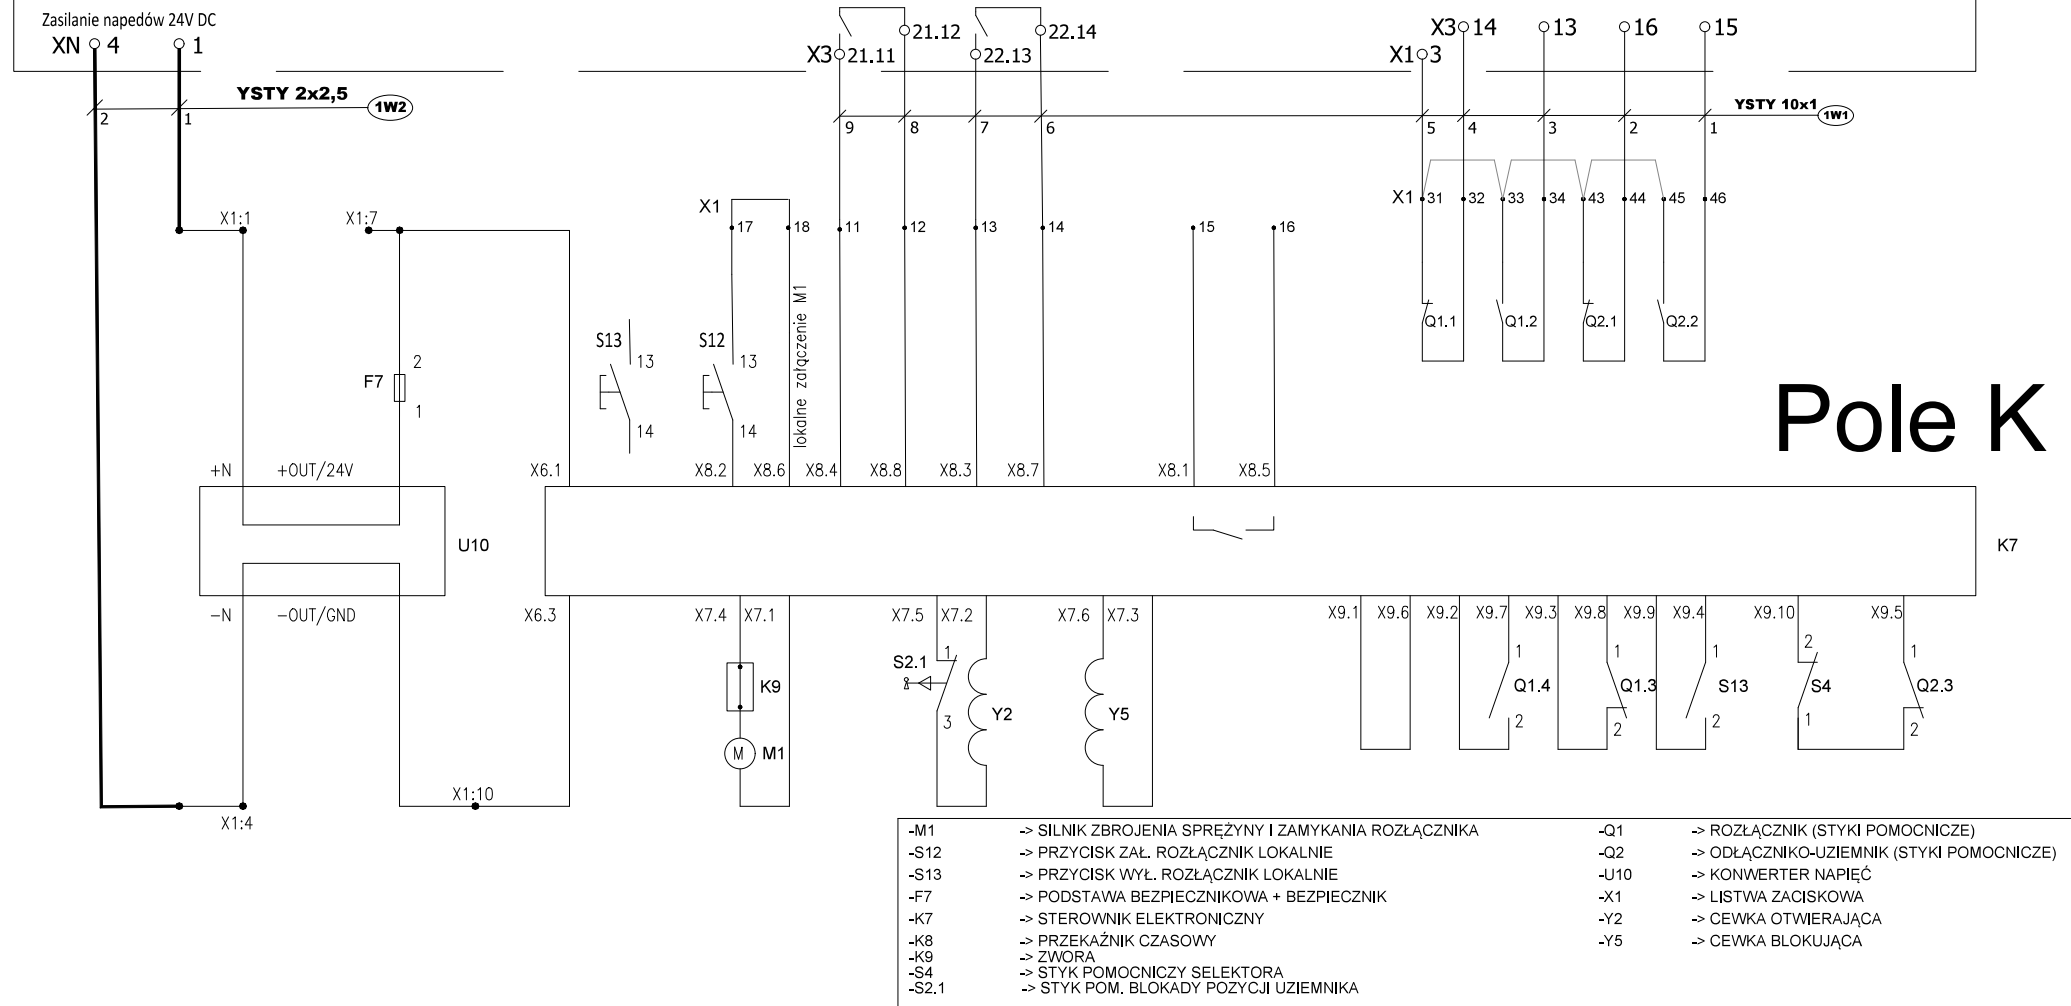 Zasilanie napędów 24V DC
XN 4 1
21.12 22.14
X3 21.11 22.13
X3 14 13 16 15
X1 3
YSTY 2x2,5 1W2
2 1
YSTY 10x1 1W1
9 8 7 6 5 4 3 2 1
X1 31 32 33 34 43 44 45 46
X1:1 X1:7
X1
17 18 11 12 13 14 15 16
lokalne załączenie M1
Q1.1 Q1.2 Q2.1 Q2.2
S13 13 14
S12 13 14
F7 2 1
Pole K
+N +OUT/24V X6.1 X8.2 X8.6 X8.4 X8.8 X8.3 X8.7 X8.1 X8.5
U10
K7
-N -OUT/GND X6.3 X7.4 X7.1 X7.5 X7.2 X7.6 X7.3 X9.1 X9.6 X9.2 X9.7 X9.3 X9.8 X9.9 X9.4 X9.10 X9.5
K9
M M1
S2.1 1 3
Y2
Y5
1 Q1.4 2
1 Q1.3 2
1 S13 2
2 S4 1
1 Q2.3 2
X1:10
X1:4
-M1 -> SILNIK ZBROJENIA SPRĘŻYNY I ZAMYKANIA ROZŁĄCZNIKA
-S12 -> PRZYCISK ZAŁ. ROZŁĄCZNIK LOKALNIE
-S13 -> PRZYCISK WYŁ. ROZŁĄCZNIK LOKALNIE
-F7 -> PODSTAWA BEZPIECZNIKOWA + BEZPIECZNIK
-K7 -> STEROWNIK ELEKTRONICZNY
-K8 -> PRZEKAŹNIK CZASOWY
-K9 -> ZWORA
-S4 -> STYK POMOCNICZY SELEKTORA
-S2.1 -> STYK POM. BLOKADY POZYCJI UZIEMNIKA
-Q1 -> ROZŁĄCZNIK (STYKI POMOCNICZE)
-Q2 -> ODŁĄCZNIKO-UZIEMNIK (STYKI POMOCNICZE)
-U10 -> KONWERTER NAPIĘĆ
-X1 -> LISTWA ZACISKOWA
-Y2 -> CEWKA OTWIERAJĄCA
-Y5 -> CEWKA BLOKUJĄCA